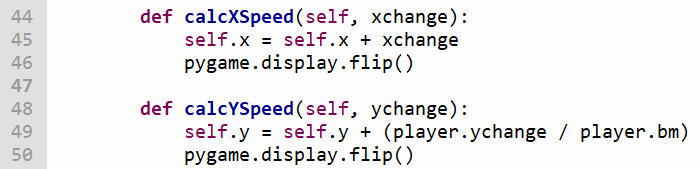 44 def calcXSpeed(self, xchange):
45 self.x = self.x + xchange
46 pygame.display.flip()
47
48 def calcYSpeed(self, ychange):
49 self.y = self.y + (player.ychange / player.bm)
50 pygame.display.flip()